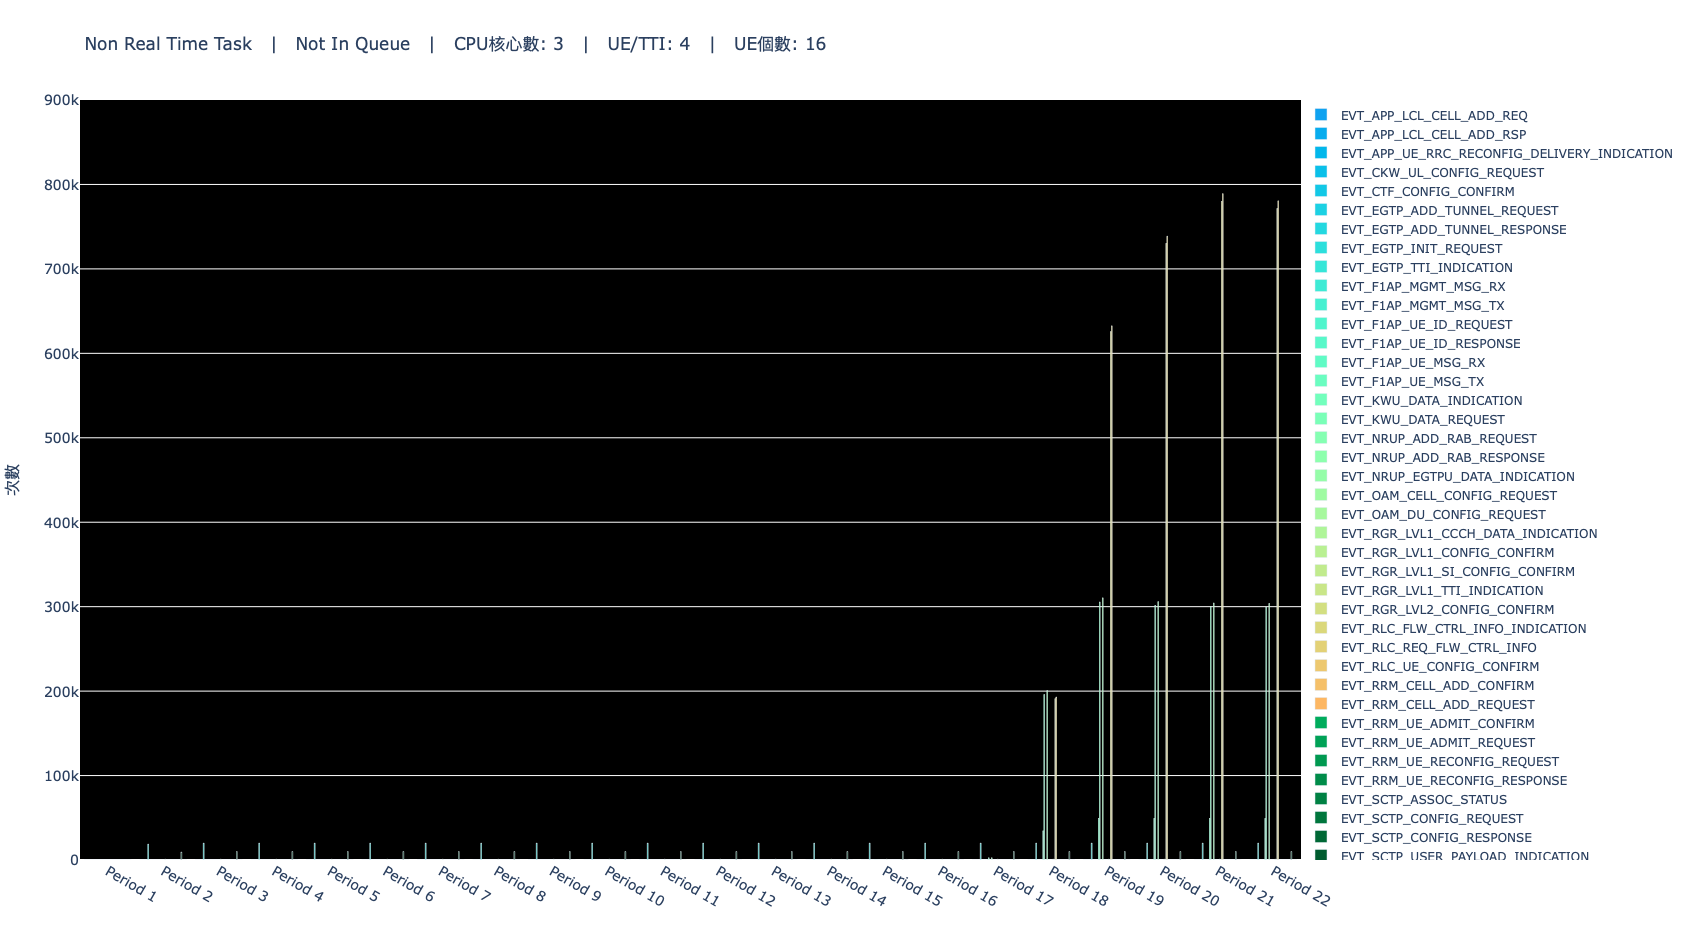 Non Real Time Task | Not In Queue | CPU核心數: 3 | UE/TTI: 4 | UE個數: 16
次數
900k
800k
700k
600k
500k
400k
300k
200k
100k
0
Period 1
Period 2
Period 3
Period 4
Period 5
Period 6
Period 7
Period 8
Period 9
Period 10
Period 11
Period 12
Period 13
Period 14
Period 15
Period 16
Period 17
Period 18
Period 19
Period 20
Period 21
Period 22
EVT_APP_LCL_CELL_ADD_REQ
EVT_APP_LCL_CELL_ADD_RSP
EVT_APP_UE_RRC_RECONFIG_DELIVERY_INDICATION
EVT_CKW_UL_CONFIG_REQUEST
EVT_CTF_CONFIG_CONFIRM
EVT_EGTP_ADD_TUNNEL_REQUEST
EVT_EGTP_ADD_TUNNEL_RESPONSE
EVT_EGTP_INIT_REQUEST
EVT_EGTP_TTI_INDICATION
EVT_F1AP_MGMT_MSG_RX
EVT_F1AP_MGMT_MSG_TX
EVT_F1AP_UE_ID_REQUEST
EVT_F1AP_UE_ID_RESPONSE
EVT_F1AP_UE_MSG_RX
EVT_F1AP_UE_MSG_TX
EVT_KWU_DATA_INDICATION
EVT_KWU_DATA_REQUEST
EVT_NRUP_ADD_RAB_REQUEST
EVT_NRUP_ADD_RAB_RESPONSE
EVT_NRUP_EGTPU_DATA_INDICATION
EVT_OAM_CELL_CONFIG_REQUEST
EVT_OAM_DU_CONFIG_REQUEST
EVT_RGR_LVL1_CCCH_DATA_INDICATION
EVT_RGR_LVL1_CONFIG_CONFIRM
EVT_RGR_LVL1_SI_CONFIG_CONFIRM
EVT_RGR_LVL1_TTI_INDICATION
EVT_RGR_LVL2_CONFIG_CONFIRM
EVT_RLC_FLW_CTRL_INFO_INDICATION
EVT_RLC_REQ_FLW_CTRL_INFO
EVT_RLC_UE_CONFIG_CONFIRM
EVT_RRM_CELL_ADD_CONFIRM
EVT_RRM_CELL_ADD_REQUEST
EVT_RRM_UE_ADMIT_CONFIRM
EVT_RRM_UE_ADMIT_REQUEST
EVT_RRM_UE_RECONFIG_REQUEST
EVT_RRM_UE_RECONFIG_RESPONSE
EVT_SCTP_ASSOC_STATUS
EVT_SCTP_CONFIG_REQUEST
EVT_SCTP_CONFIG_RESPONSE
EVT_SCTP_USER_PAYLOAD_INDICATION